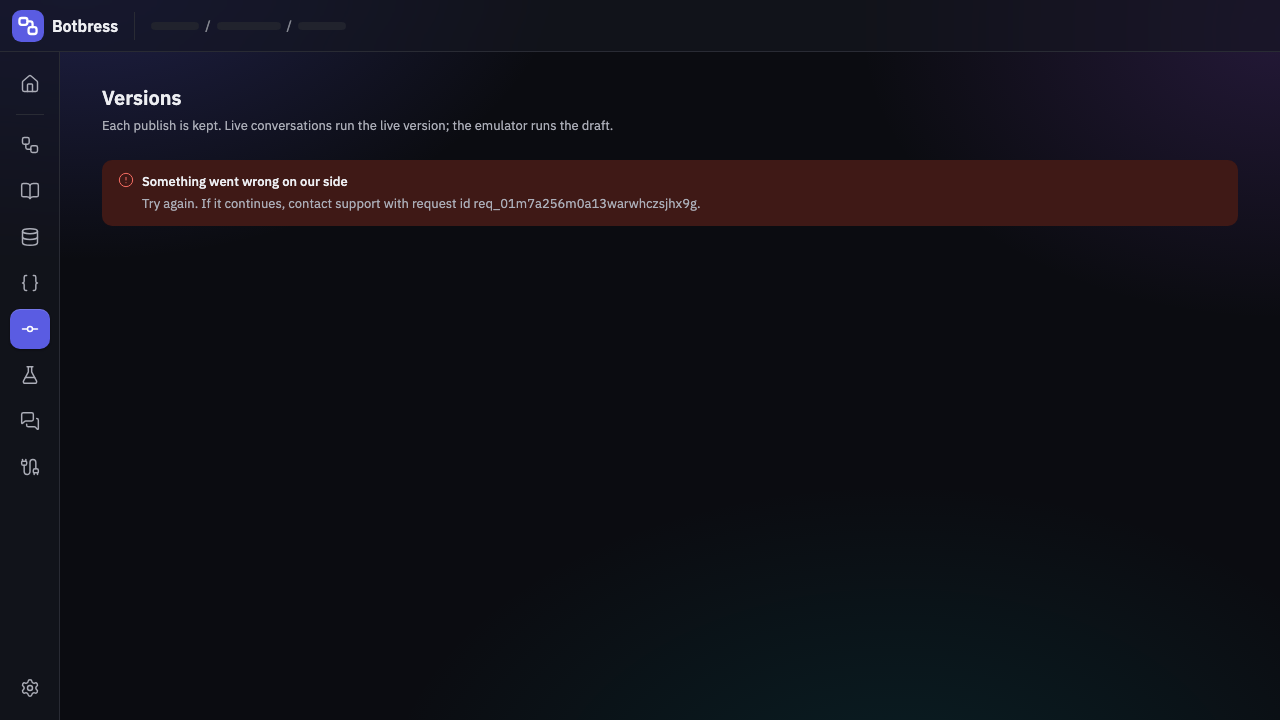 Botbress
/ /
Versions
Each publish is kept. Live conversations run the live version; the emulator runs the draft.
Something went wrong on our side
Try again. If it continues, contact support with request id req_01m7a256m0a13warwhczsjhx9g.